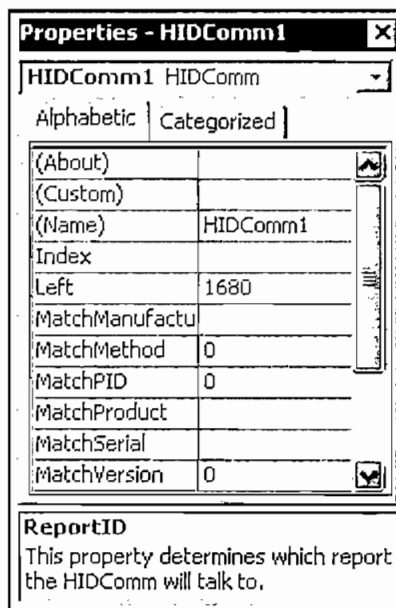 Properties - HIDComm1
HIDComm1 HIDComm
Alphabetic Categorized
(About)
(Custom)
(Name) HIDComm1
Index
Left 1680
MatchManufactu
MatchMethod 0
MatchPID 0
MatchProduct
MatchSerial
MatchVersion 0
ReportID
This property determines which report
the HIDComm will talk to.